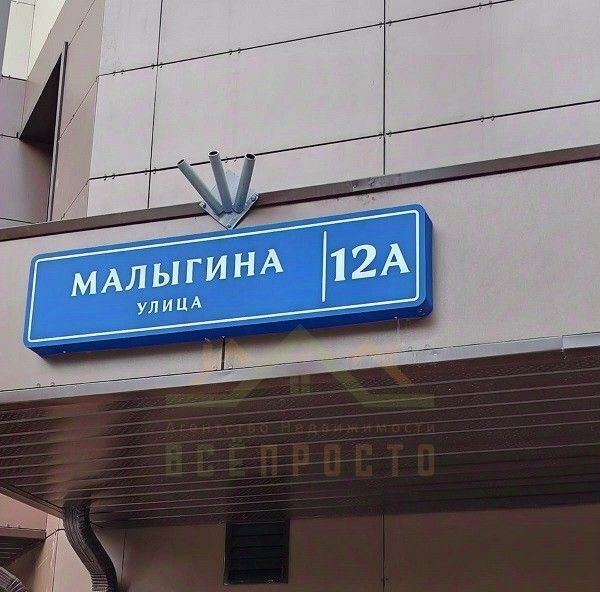 МАЛЫГИНА
УЛИЦА
12А
Агентство Недвижимости
ВСЁПРОСТО